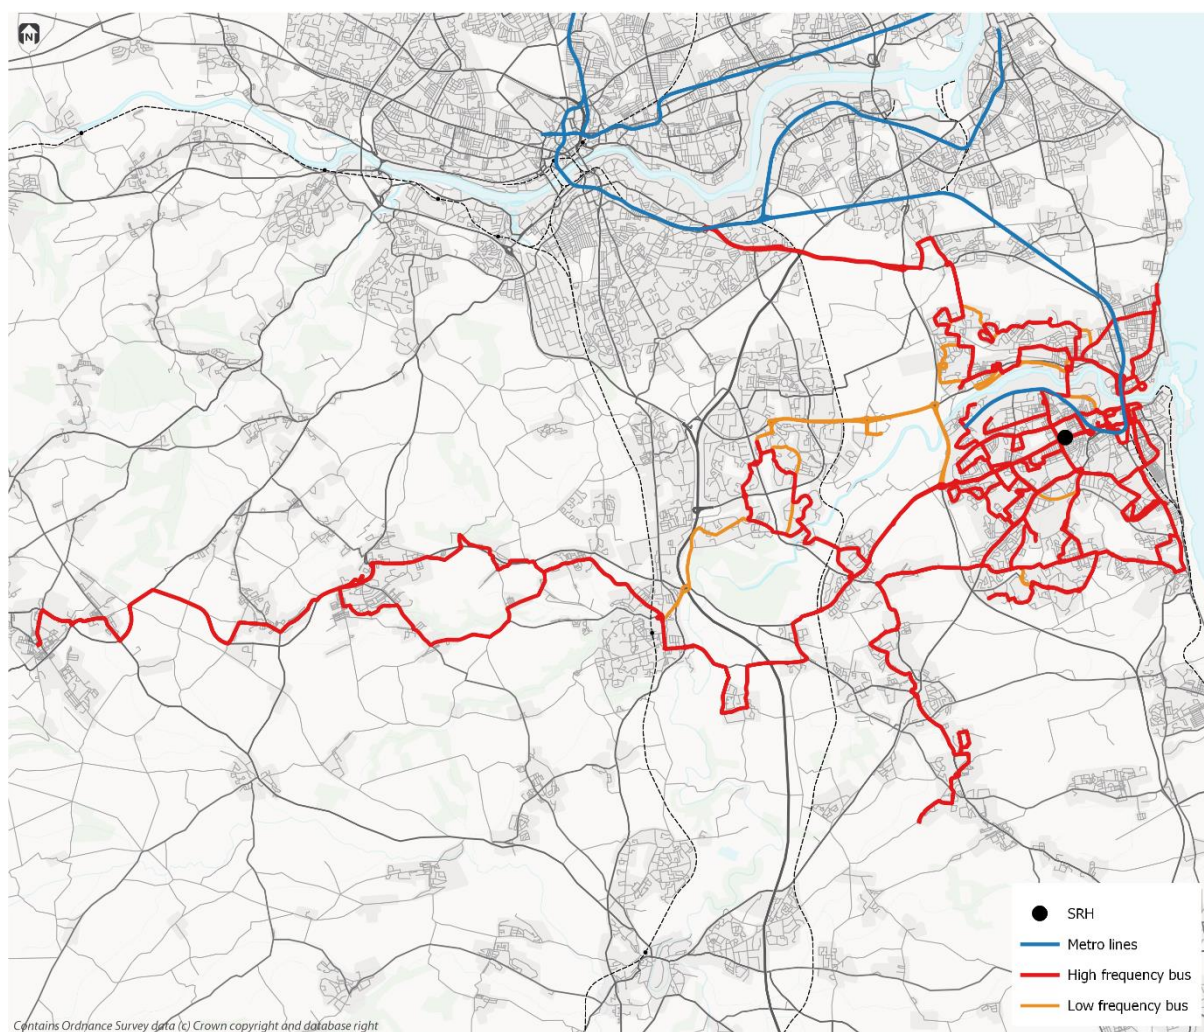 N
SRH
Metro lines
High frequency bus
Low frequency bus
Contains Ordnance Survey data (c) Crown copyright and database right